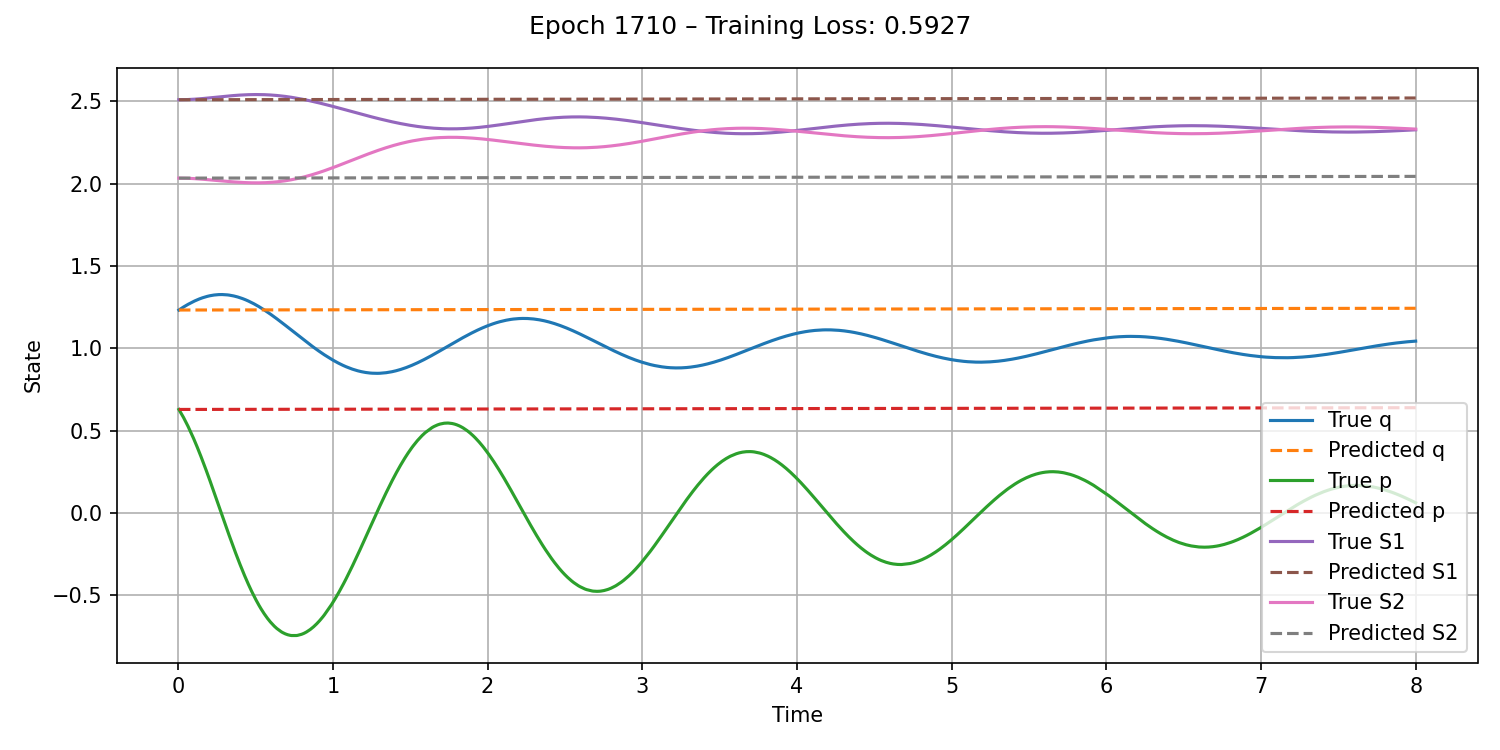 Epoch 1710 – Training Loss: 0.5927
2.5
2.0
1.5
1.0
0.5
0.0
−0.5
State
0 1 2 3 4 5 6 7 8
Time
True q
Predicted q
True p
Predicted p
True S1
Predicted S1
True S2
Predicted S2